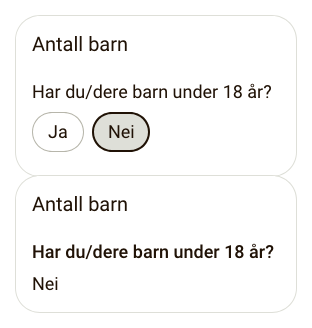 Antall barn
Har du/dere barn under 18 år?
Ja Nei
Antall barn
Har du/dere barn under 18 år?
Nei